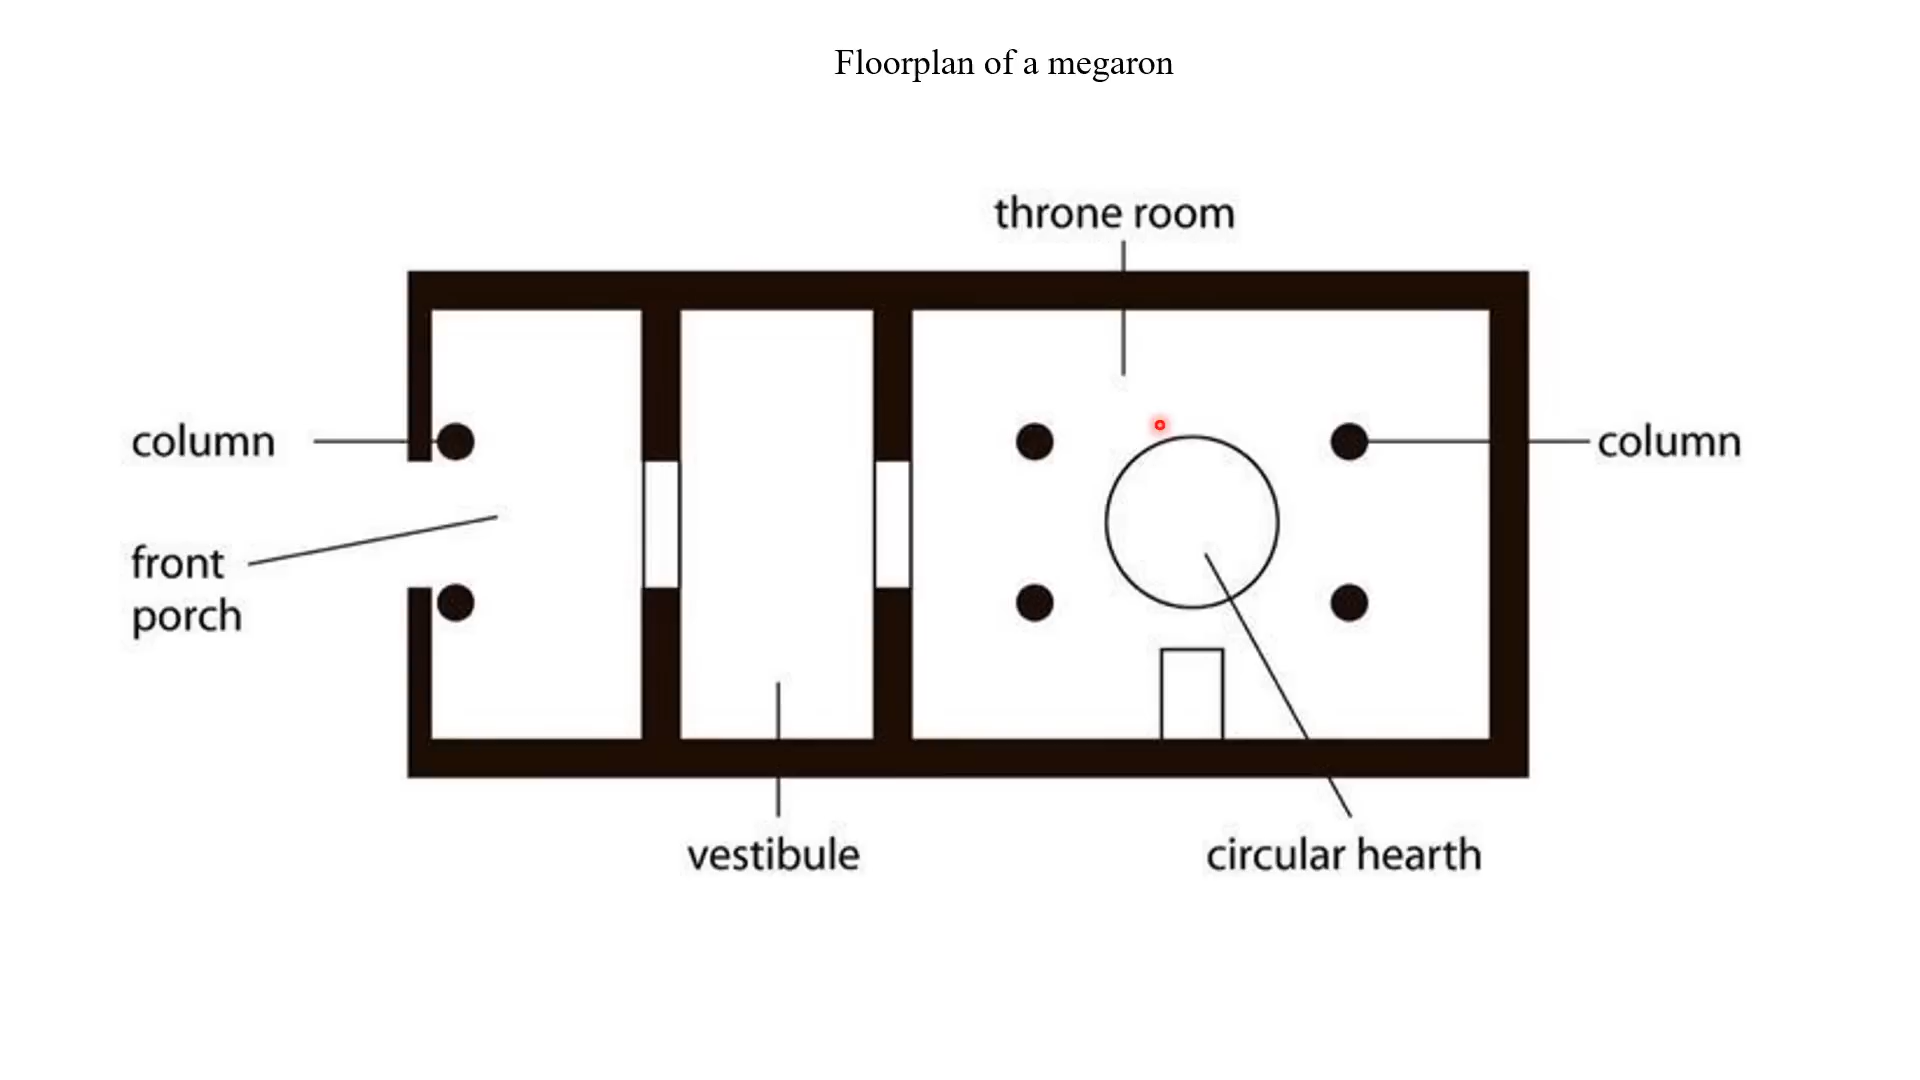 Floorplan of a megaron
throne room
column
column
front
porch
vestibule
circular hearth